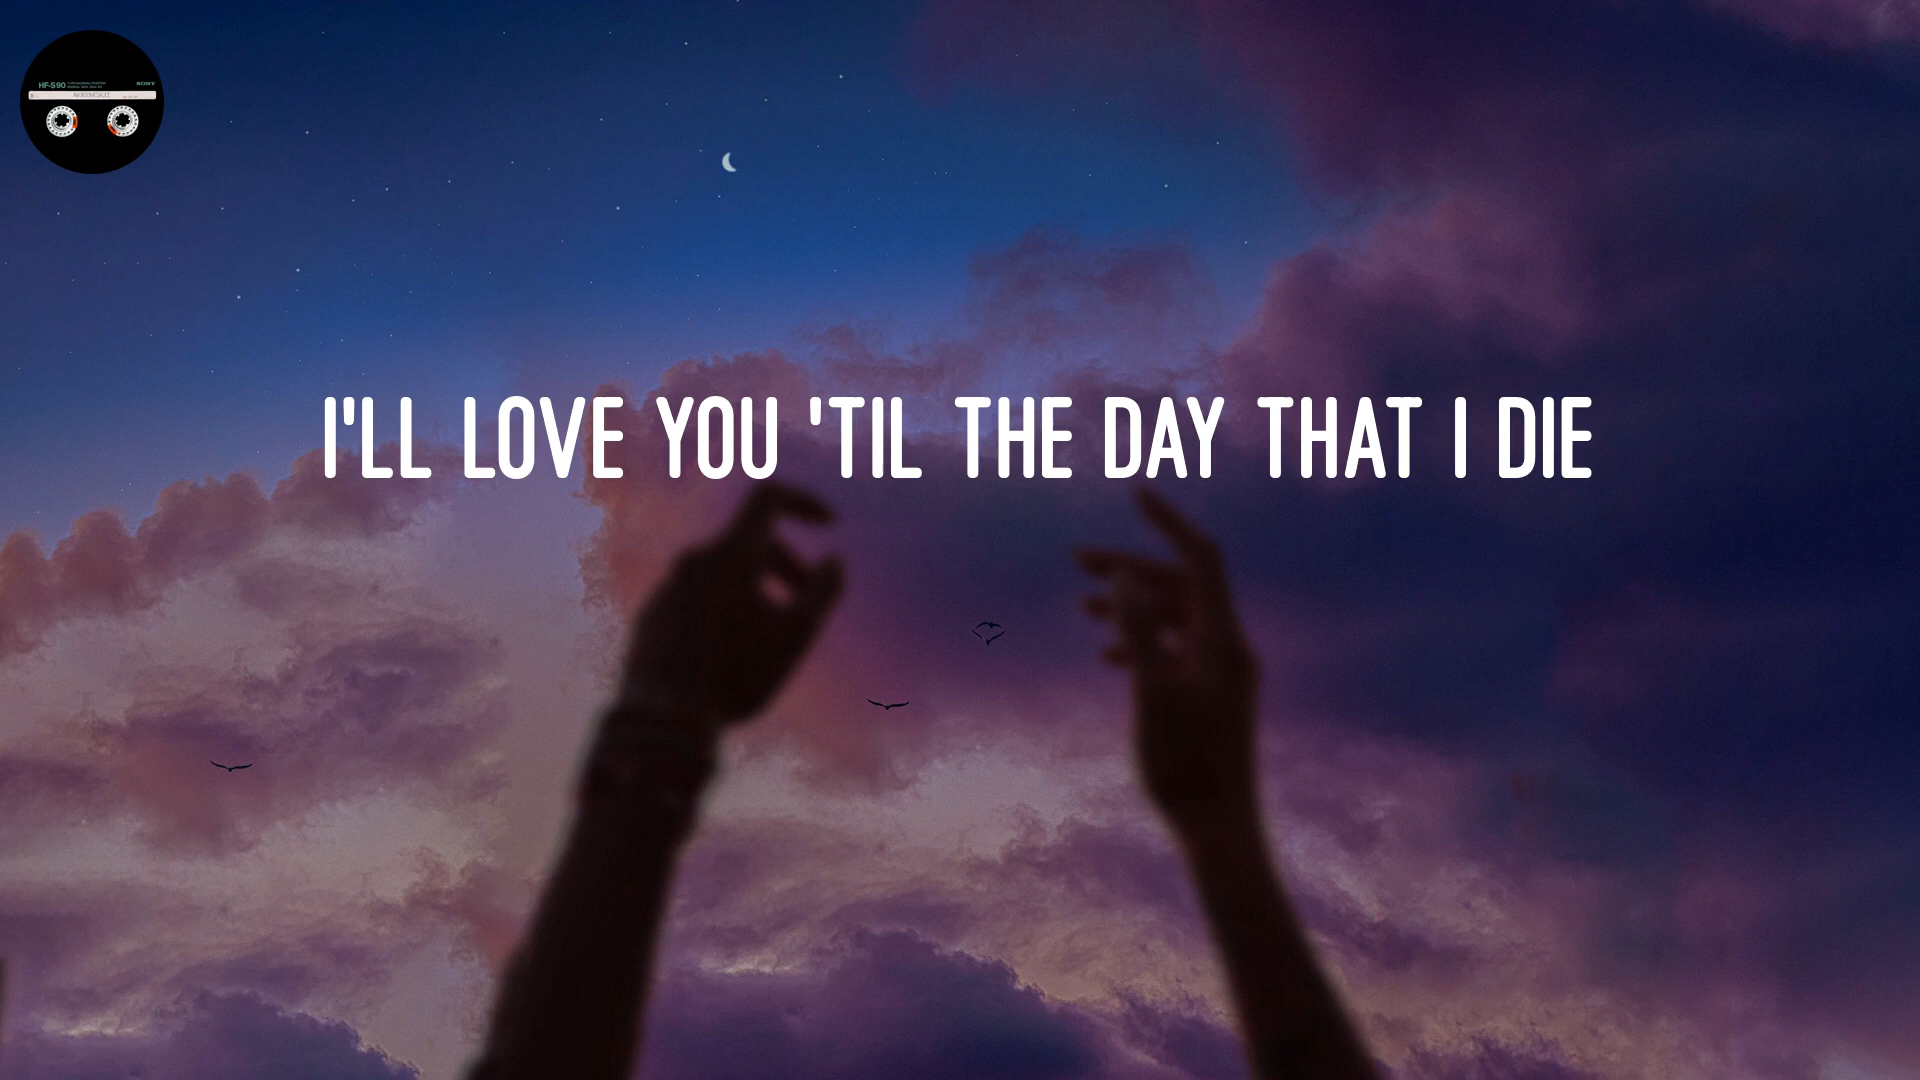 HF-S90
SONY
I'LL LOVE YOU 'TIL THE DAY THAT I DIE